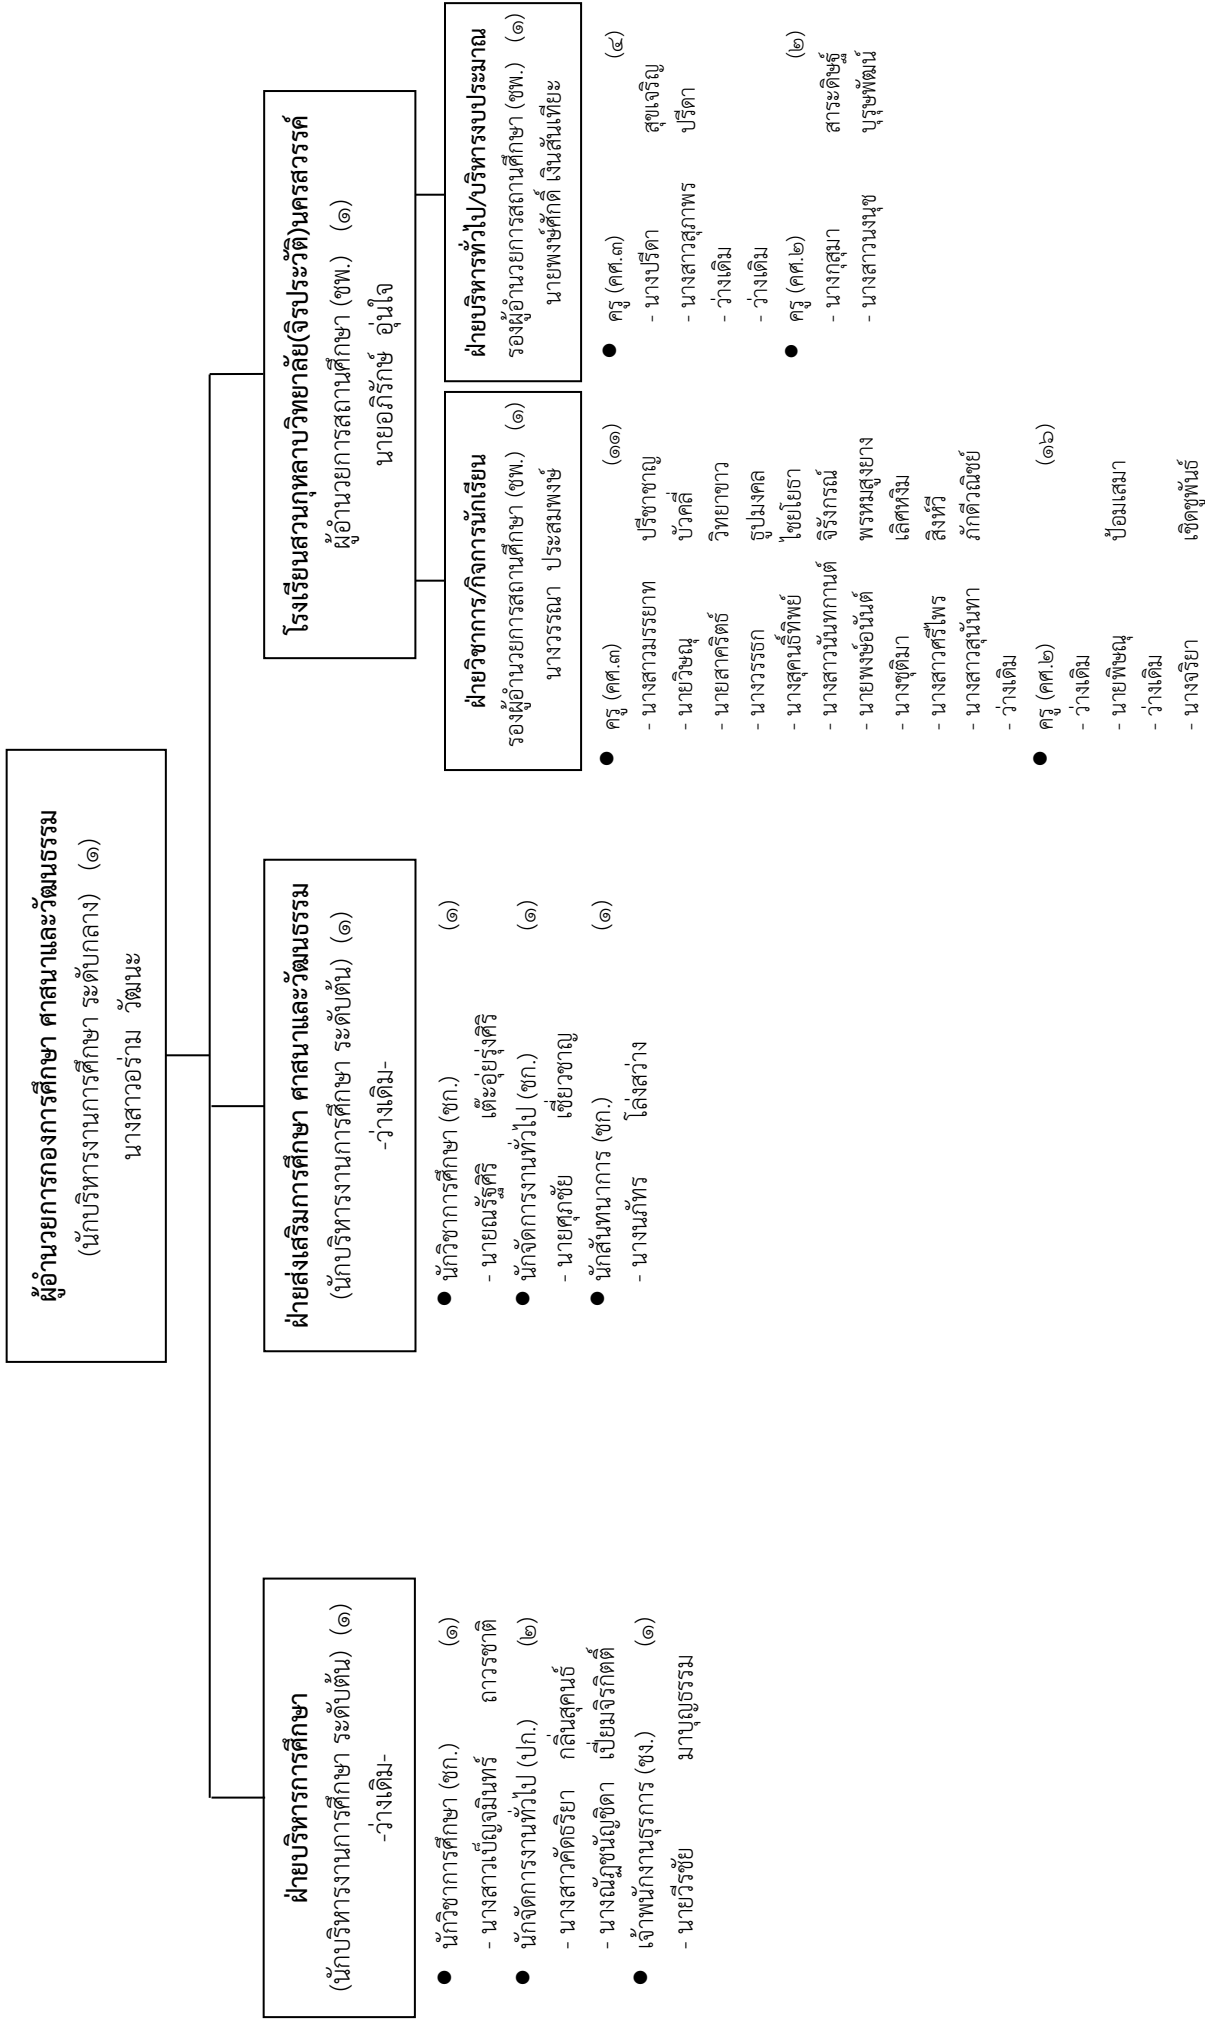 ผู้อำนวยการกองการศึกษา ศาสนาและวัฒนธรรม
(นักบริหารงานการศึกษา ระดับกลาง) (๑)
นางสาวอร่าม วัฒนะ
ฝ่ายบริหารการศึกษา
(นักบริหารงานการศึกษา ระดับต้น) (๑)
-ว่างเดิม-
● นักวิชาการศึกษา (ชก.) (๑)
- นางสาวเบ็ญจมินทร์ ถาวรชาติ
● นักจัดการงานทั่วไป (ปก.) (๒)
- นางสาวคัดธริยา กลิ่นสุคนธ์
- นางณัฏชนัญชิดา เปี่ยมจิรกิตติ์
● เจ้าพนักงานธุรการ (ชง.) (๑)
- นายวีรชัย มาบุญธรรม
ฝ่ายส่งเสริมการศึกษา ศาสนาและวัฒนธรรม
(นักบริหารงานการศึกษา ระดับต้น) (๑)
-ว่างเดิม-
● นักวิชาการศึกษา (ชก.) (๑)
- นายณรัฐศิริ เต๊ะอุ่ยรุ่งศิริ
● นักจัดการงานทั่วไป (ชก.) (๑)
- นายศุภชัย เชี่ยวชาญ
● นักสันทนาการ (ชก.) (๑)
- นางนภัทร โล่งสว่าง
โรงเรียนสวนกุหลาบวิทยาลัย(จิรประวัติ)นครสวรรค์
ผู้อำนวยการสถานศึกษา (ชพ.) (๑)
นายอภิรักษ์ อุ่นใจ
ฝ่ายวิชาการ/กิจการนักเรียน
รองผู้อำนวยการสถานศึกษา (ชพ.) (๑)
นางวรรณา ประสมพงษ์
● ครู (คศ.๓) (๑๑)
- นางสาวมรรยาท ปรีชาชาญ
- นายวิษณุ บัวคลี่
- นายสาคริตธ์ วิทยาขาว
- นางวรรธก ธูปมงคล
- นางสุคนธ์ทิพย์ ไชยโยธา
- นางสาวนันทกานต์ จิรังกรณ์
- นายพงษ์อนันต์ พรหมสูงยาง
- นางชุติมา เลิศหงิม
- นางสาวศรีไพร สิงห์วี
- นางสาวสุนันทา ภักดีวณิชย์
- ว่างเดิม
● ครู (คศ.๒) (๑๖)
- ว่างเดิม
- นายพิษณุ ป้อมเสมา
- ว่างเดิม
- นางจริยา เชิดชูพันธ์
ฝ่ายบริหารทั่วไป/บริหารงบประมาณ
รองผู้อำนวยการสถานศึกษา (ชพ.) (๑)
นายพงษ์ศักดิ์ เงินสันเทียะ
● ครู (คศ.๓) (๔)
- นางปรีดา สุขเจริญ
- นางสาวสุภาพร ปรีดา
- ว่างเดิม
- ว่างเดิม
● ครู (คศ.๒) (๒)
- นางกุสุมา สาระดิษฐ์
- นางสาวนงนุช บุรุษพัฒน์